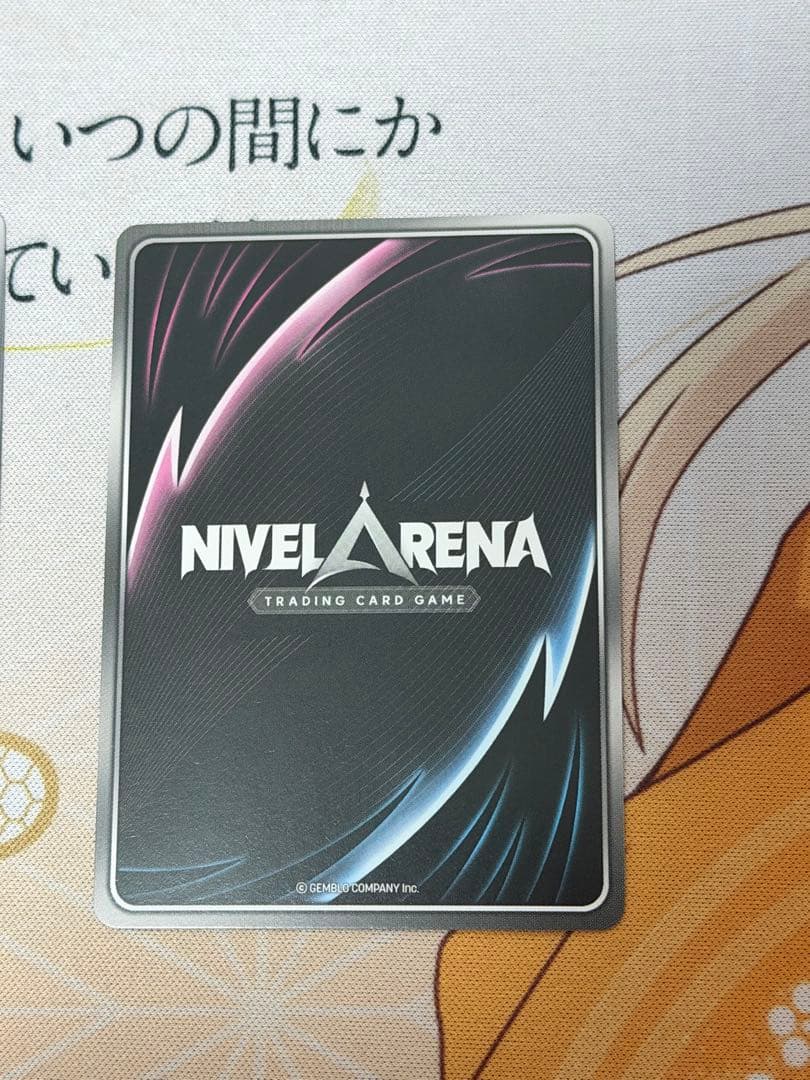 いつの間にか
てい
NIVEL ARENA
TRADING CARD GAME
© GEMBLO COMPANY Inc.